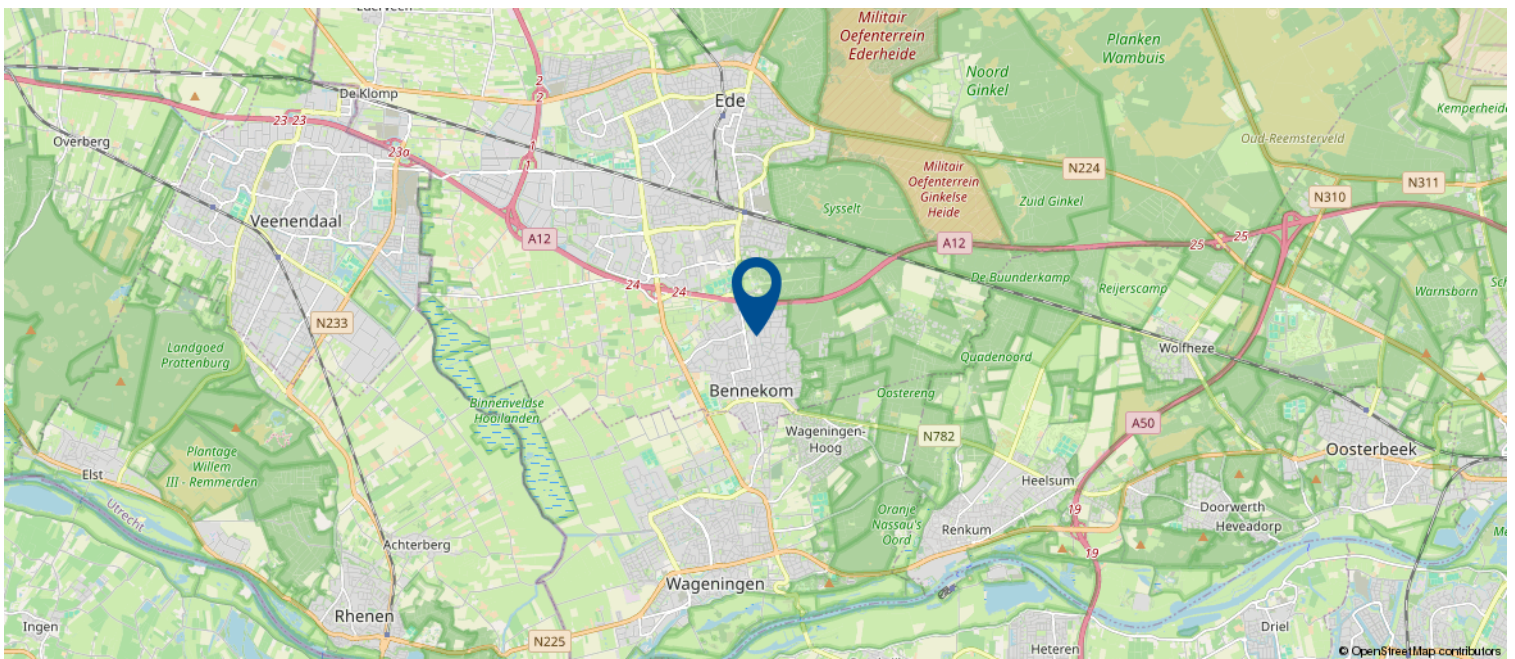 Ederveen
Militair
Oefenterrein
Ederheide
Planken
Wambuis
Noord
Ginkel
2
2
De Klomp
Ede
Kemperheide
23 23
Overberg
23a
1
1
Oud-Reemsterveld
N224
Militair
Oefenterrein
Ginkelse
Heide
N311
N310
Zuid Ginkel
Sysselt
Veenendaal
A12
A12
25
25
De Buunderkamp
24
24
Reijerscamp
Warnsborn
N233
Landgoed
Prattenburg
Wolfheze
Quadenoord
Bennekom
Oostereng
Binnenveldse
Hooilanden
A50
Wageningen-
Hoog
N782
Oosterbeek
Plantage
Willem
III - Remmerden
Elst
Heelsum
Utrecht
19
Doorwerth
Heveadorp
Oranje
Nassau's
Oord
Renkum
Achterberg
19
Wageningen
Rhenen
Ingen
N225
Driel
Heteren
© OpenStreetMap contributors